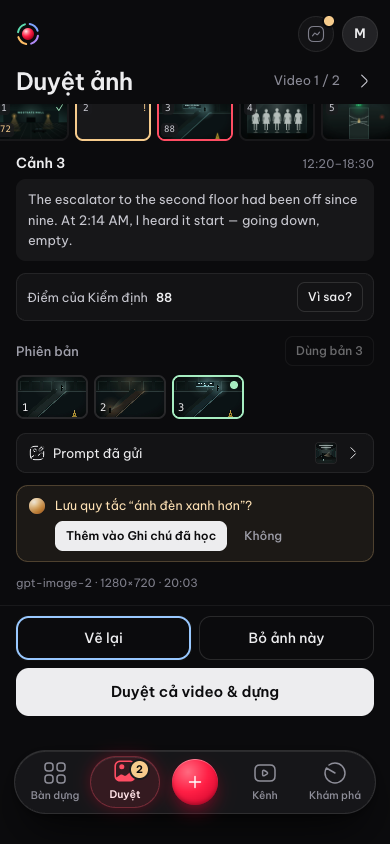 M
Duyệt ảnh
Video 1 / 2
1
72
2
!
3
88
4
5
Cảnh 3
12:20–18:30
The escalator to the second floor had been off since
nine. At 2:14 AM, I heard it start — going down,
empty.
Điểm của Kiểm định 88
Vì sao?
Phiên bản
Dùng bản 3
1
2
3
Prompt đã gửi
Lưu quy tắc “ánh đèn xanh hơn”?
Thêm vào Ghi chú đã học
Không
gpt-image-2 · 1280×720 · 20:03
Vẽ lại
Bỏ ảnh này
Duyệt cả video & dựng
2
Bàn dựng
Duyệt
Kênh
Khám phá